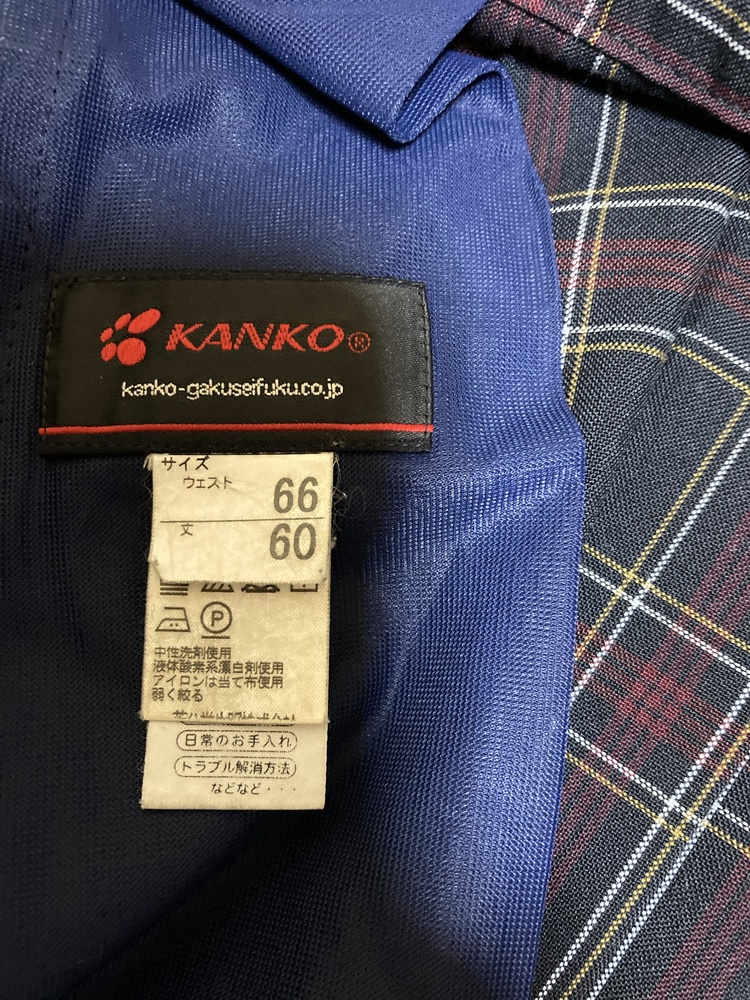 KANKO®
kanko-gakuseifuku.co.jp
サイズ
ウェスト 66
丈 60
P
中性洗剤使用
液体酸素系漂白剤使用
アイロンは当て布使用
弱く絞る
日常のお手入れ
トラブル解消方法
などなど・・・